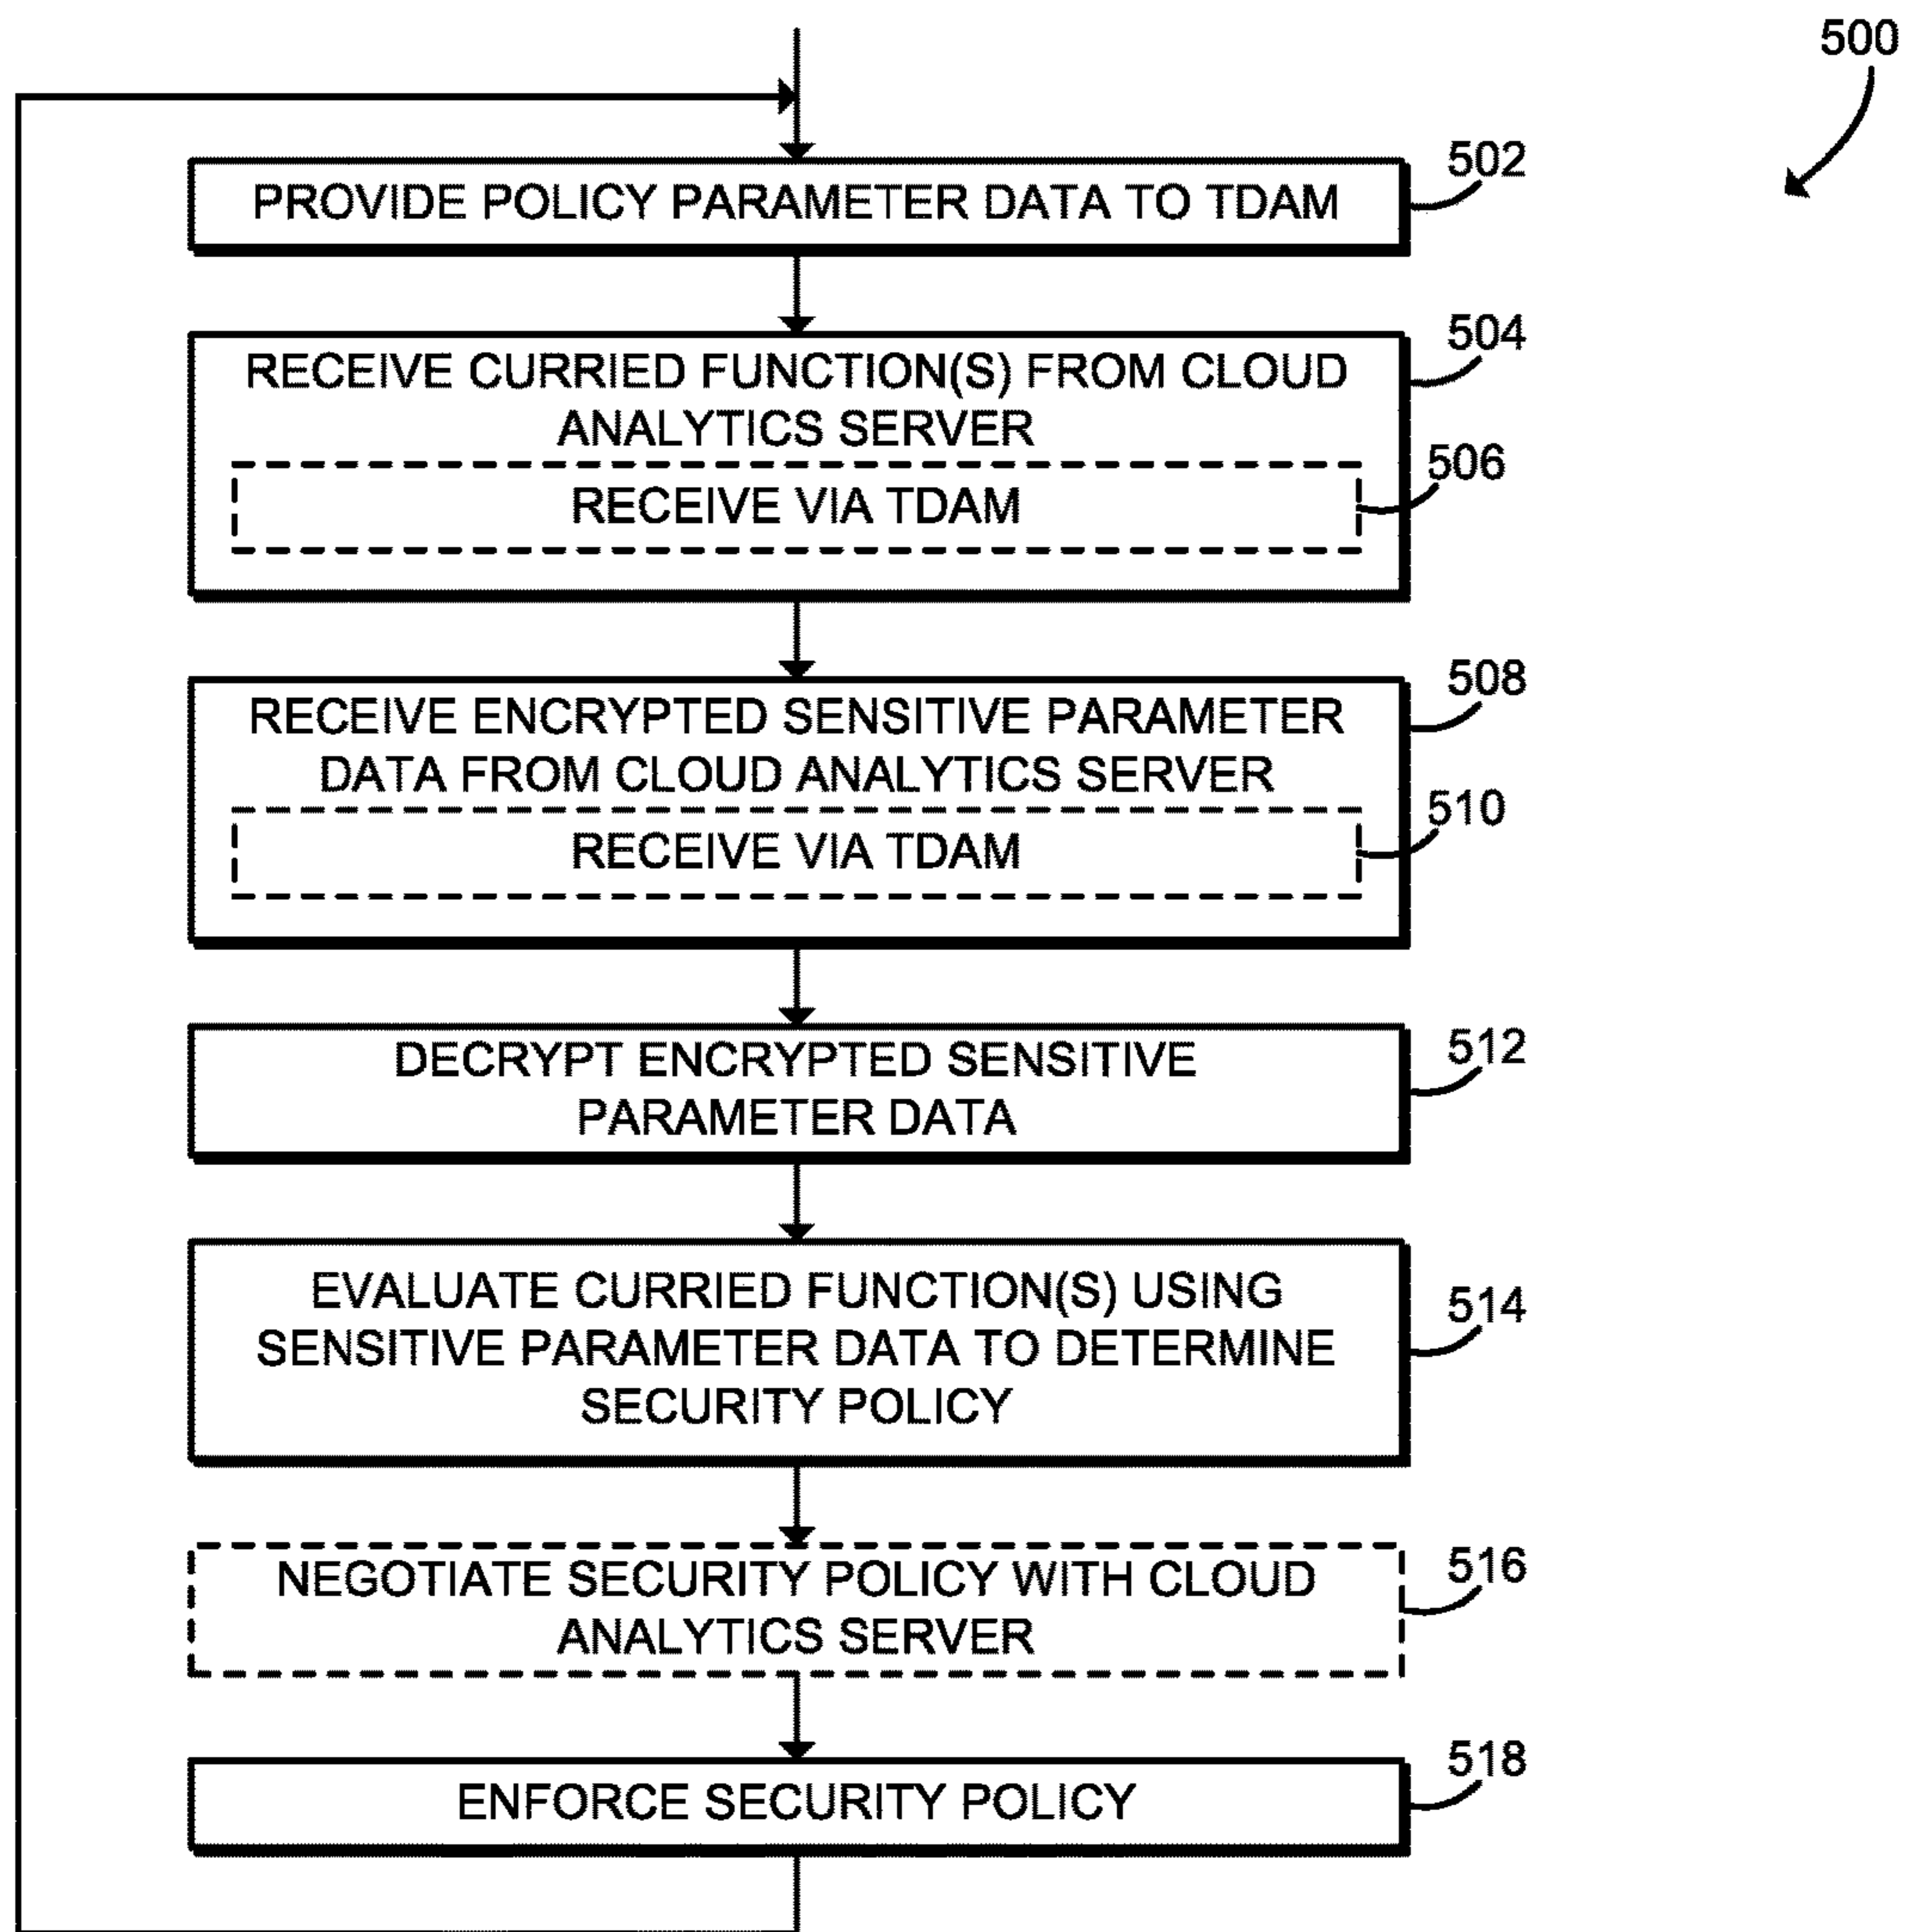 500
502
PROVIDE POLICY PARAMETER DATA TO TDAM
504
RECEIVE CURRIED FUNCTION(S) FROM CLOUD
ANALYTICS SERVER
506
RECEIVE VIA TDAM
508
RECEIVE ENCRYPTED SENSITIVE PARAMETER
DATA FROM CLOUD ANALYTICS SERVER
510
RECEIVE VIA TDAM
512
DECRYPT ENCRYPTED SENSITIVE
PARAMETER DATA
514
EVALUATE CURRIED FUNCTION(S) USING
SENSITIVE PARAMETER DATA TO DETERMINE
SECURITY POLICY
516
NEGOTIATE SECURITY POLICY WITH CLOUD
ANALYTICS SERVER
518
ENFORCE SECURITY POLICY